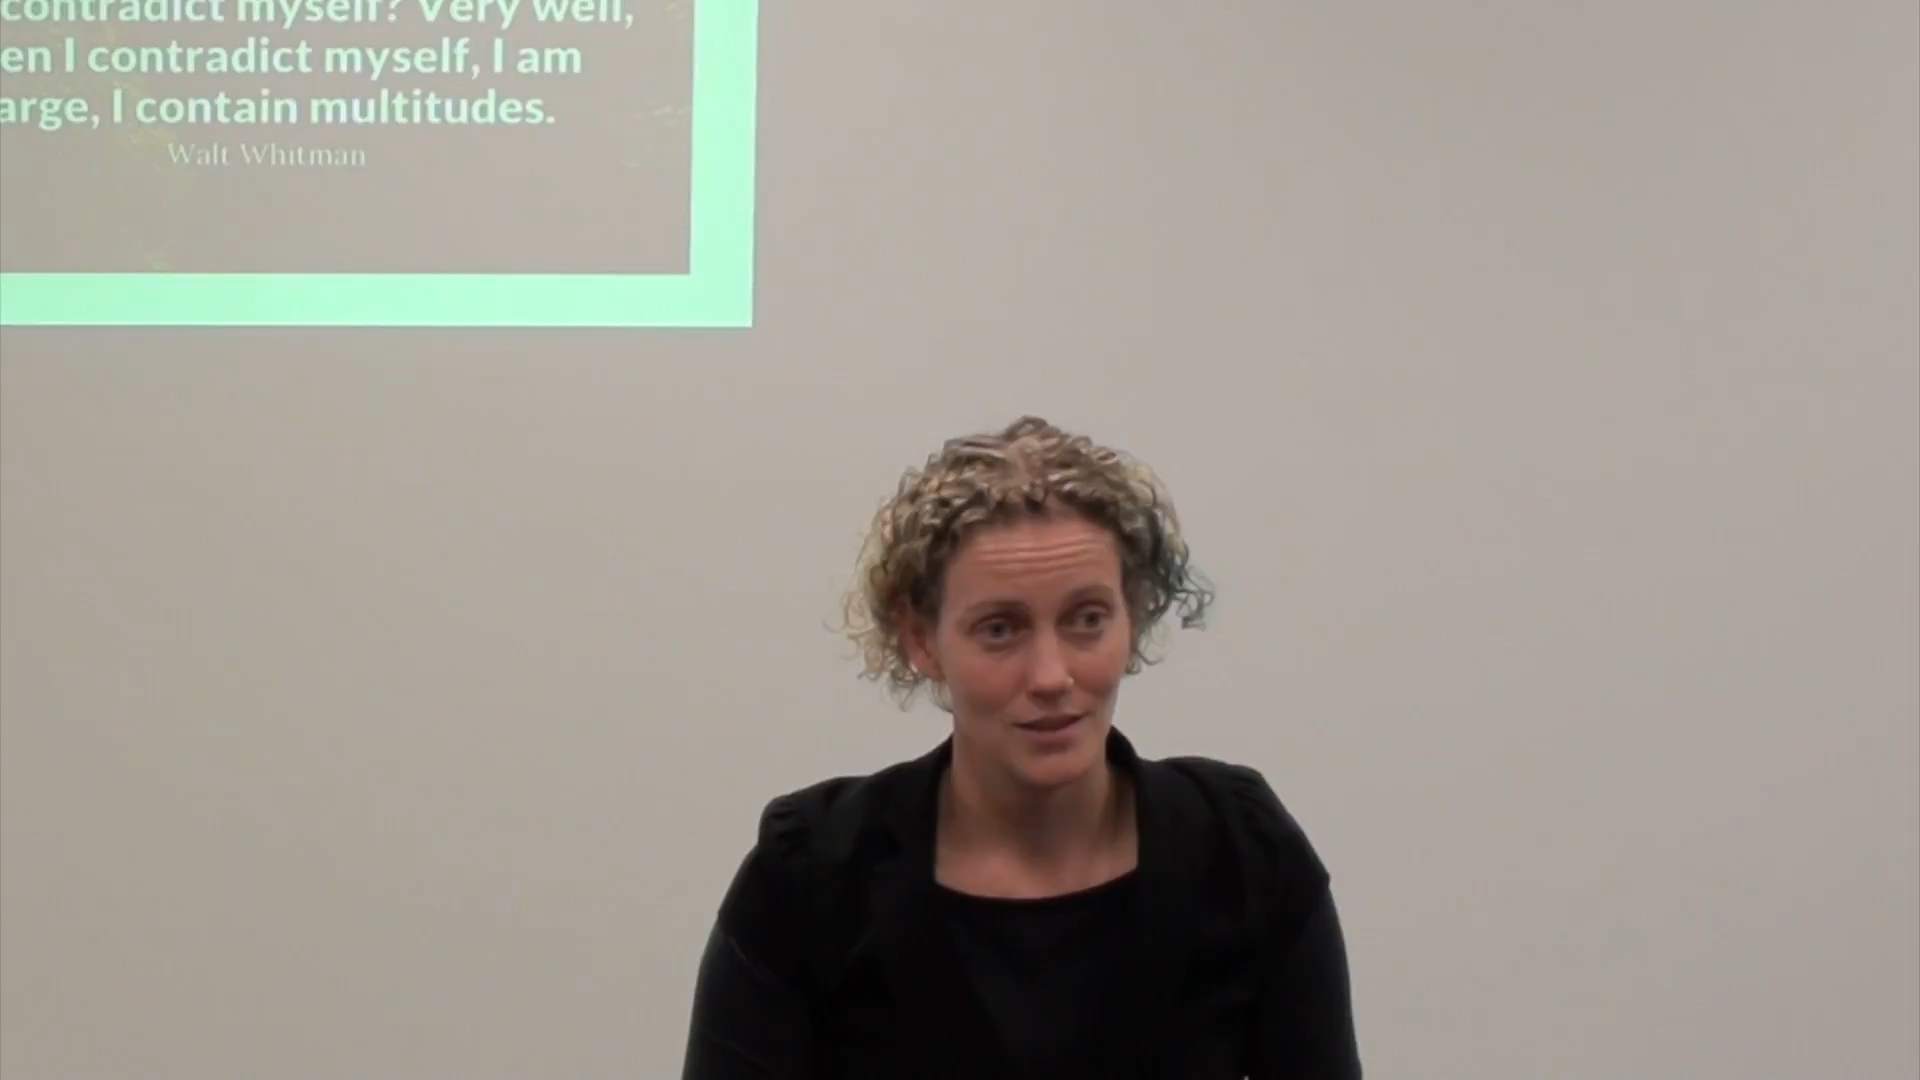 contradict myself? Very well,
en I contradict myself, I am
arge, I contain multitudes.
Walt Whitman